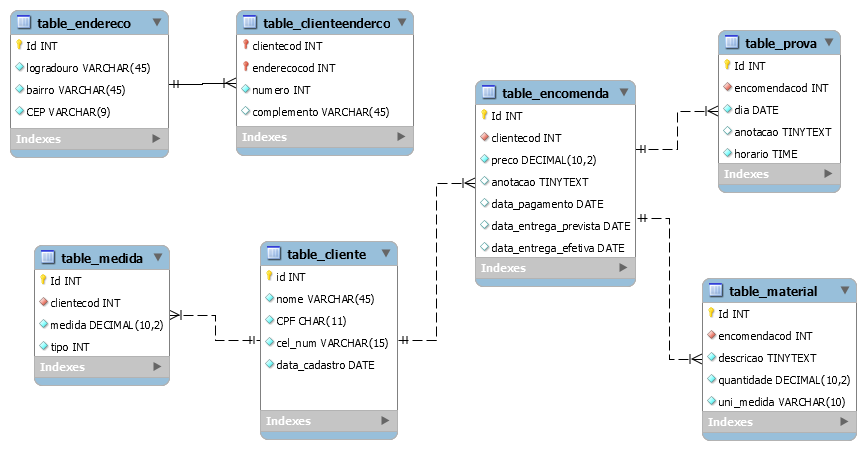 table_endereco
Id INT
logradouro VARCHAR(45)
bairro VARCHAR(45)
CEP VARCHAR(9)
Indexes
table_clienteenderco
clientecod INT
enderecocod INT
numero INT
complemento VARCHAR(45)
Indexes
table_encomenda
Id INT
clientecod INT
preco DECIMAL(10,2)
anotacao TINYTEXT
data_pagamento DATE
data_entrega_prevista DATE
data_entrega_efetiva DATE
Indexes
table_prova
Id INT
encomendacod INT
dia DATE
anotacao TINYTEXT
horario TIME
Indexes
table_medida
Id INT
clientecod INT
medida DECIMAL(10,2)
tipo INT
Indexes
table_cliente
id INT
nome VARCHAR(45)
CPF CHAR(11)
cel_num VARCHAR(15)
data_cadastro DATE
Indexes
table_material
Id INT
encomendacod INT
descricao TINYTEXT
quantidade DECIMAL(10,2)
uni_medida VARCHAR(10)
Indexes